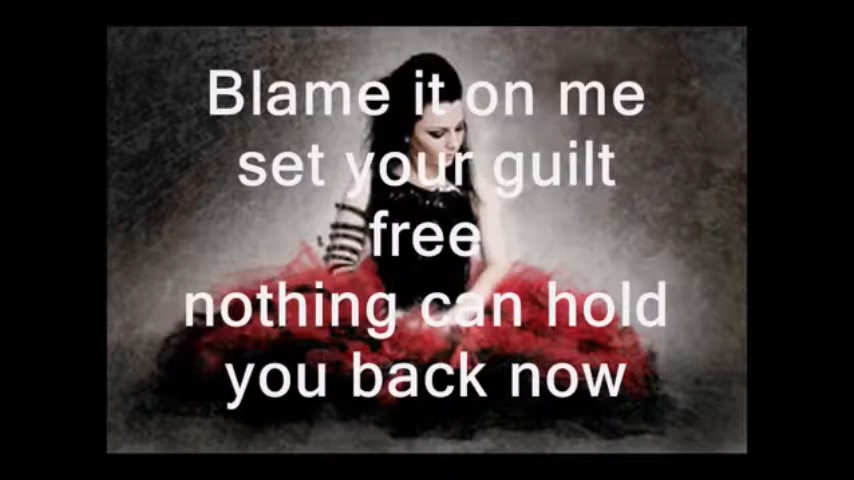 Blame it on me
set your guilt
free
nothing can hold
you back now